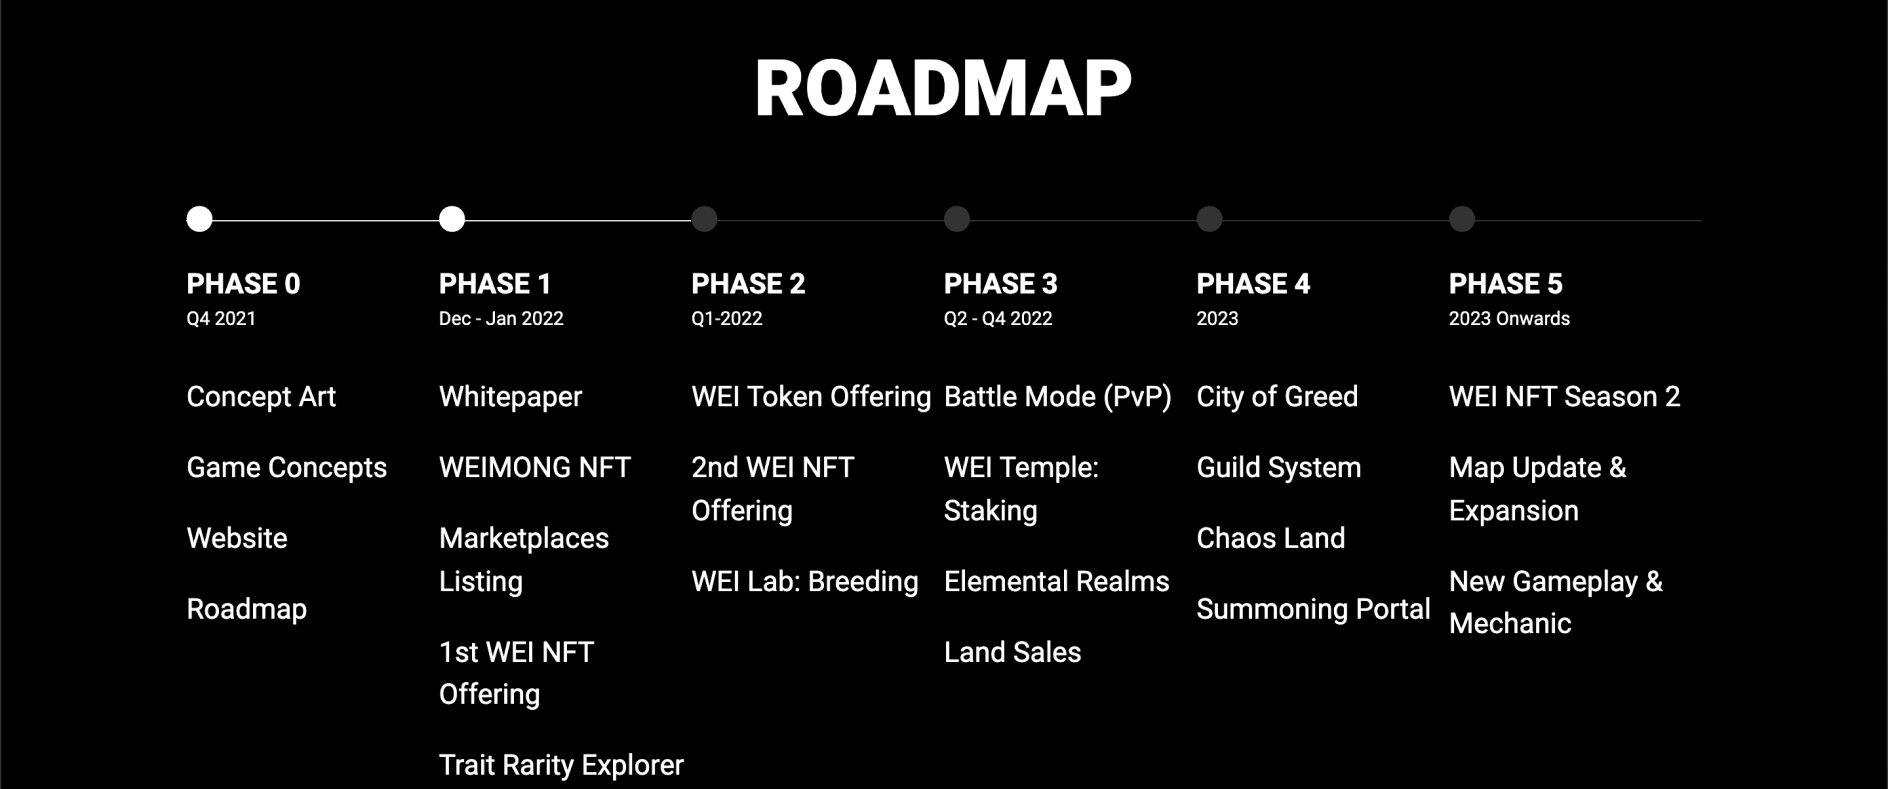 ROADMAP
PHASE 0
Q4 2021
Concept Art
Game Concepts
Website
Roadmap
PHASE 1
Dec - Jan 2022
Whitepaper
WEIMONG NFT
Marketplaces
Listing
1st WEI NFT
Offering
Trait Rarity Explorer
PHASE 2
Q1-2022
WEI Token Offering
2nd WEI NFT
Offering
WEI Lab: Breeding
PHASE 3
Q2 - Q4 2022
Battle Mode (PvP)
WEI Temple:
Staking
Elemental Realms
Land Sales
PHASE 4
2023
City of Greed
Guild System
Chaos Land
Summoning Portal
PHASE 5
2023 Onwards
WEI NFT Season 2
Map Update &
Expansion
New Gameplay &
Mechanic